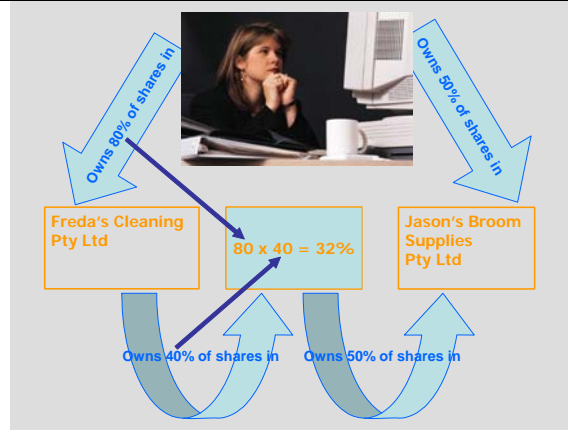 Owns 80% of shares in
Owns 50% of shares in
Freda's Cleaning
Pty Ltd
80 x 40 = 32%
Jason's Broom
Supplies
Pty Ltd
Owns 40% of shares in
Owns 50% of shares in